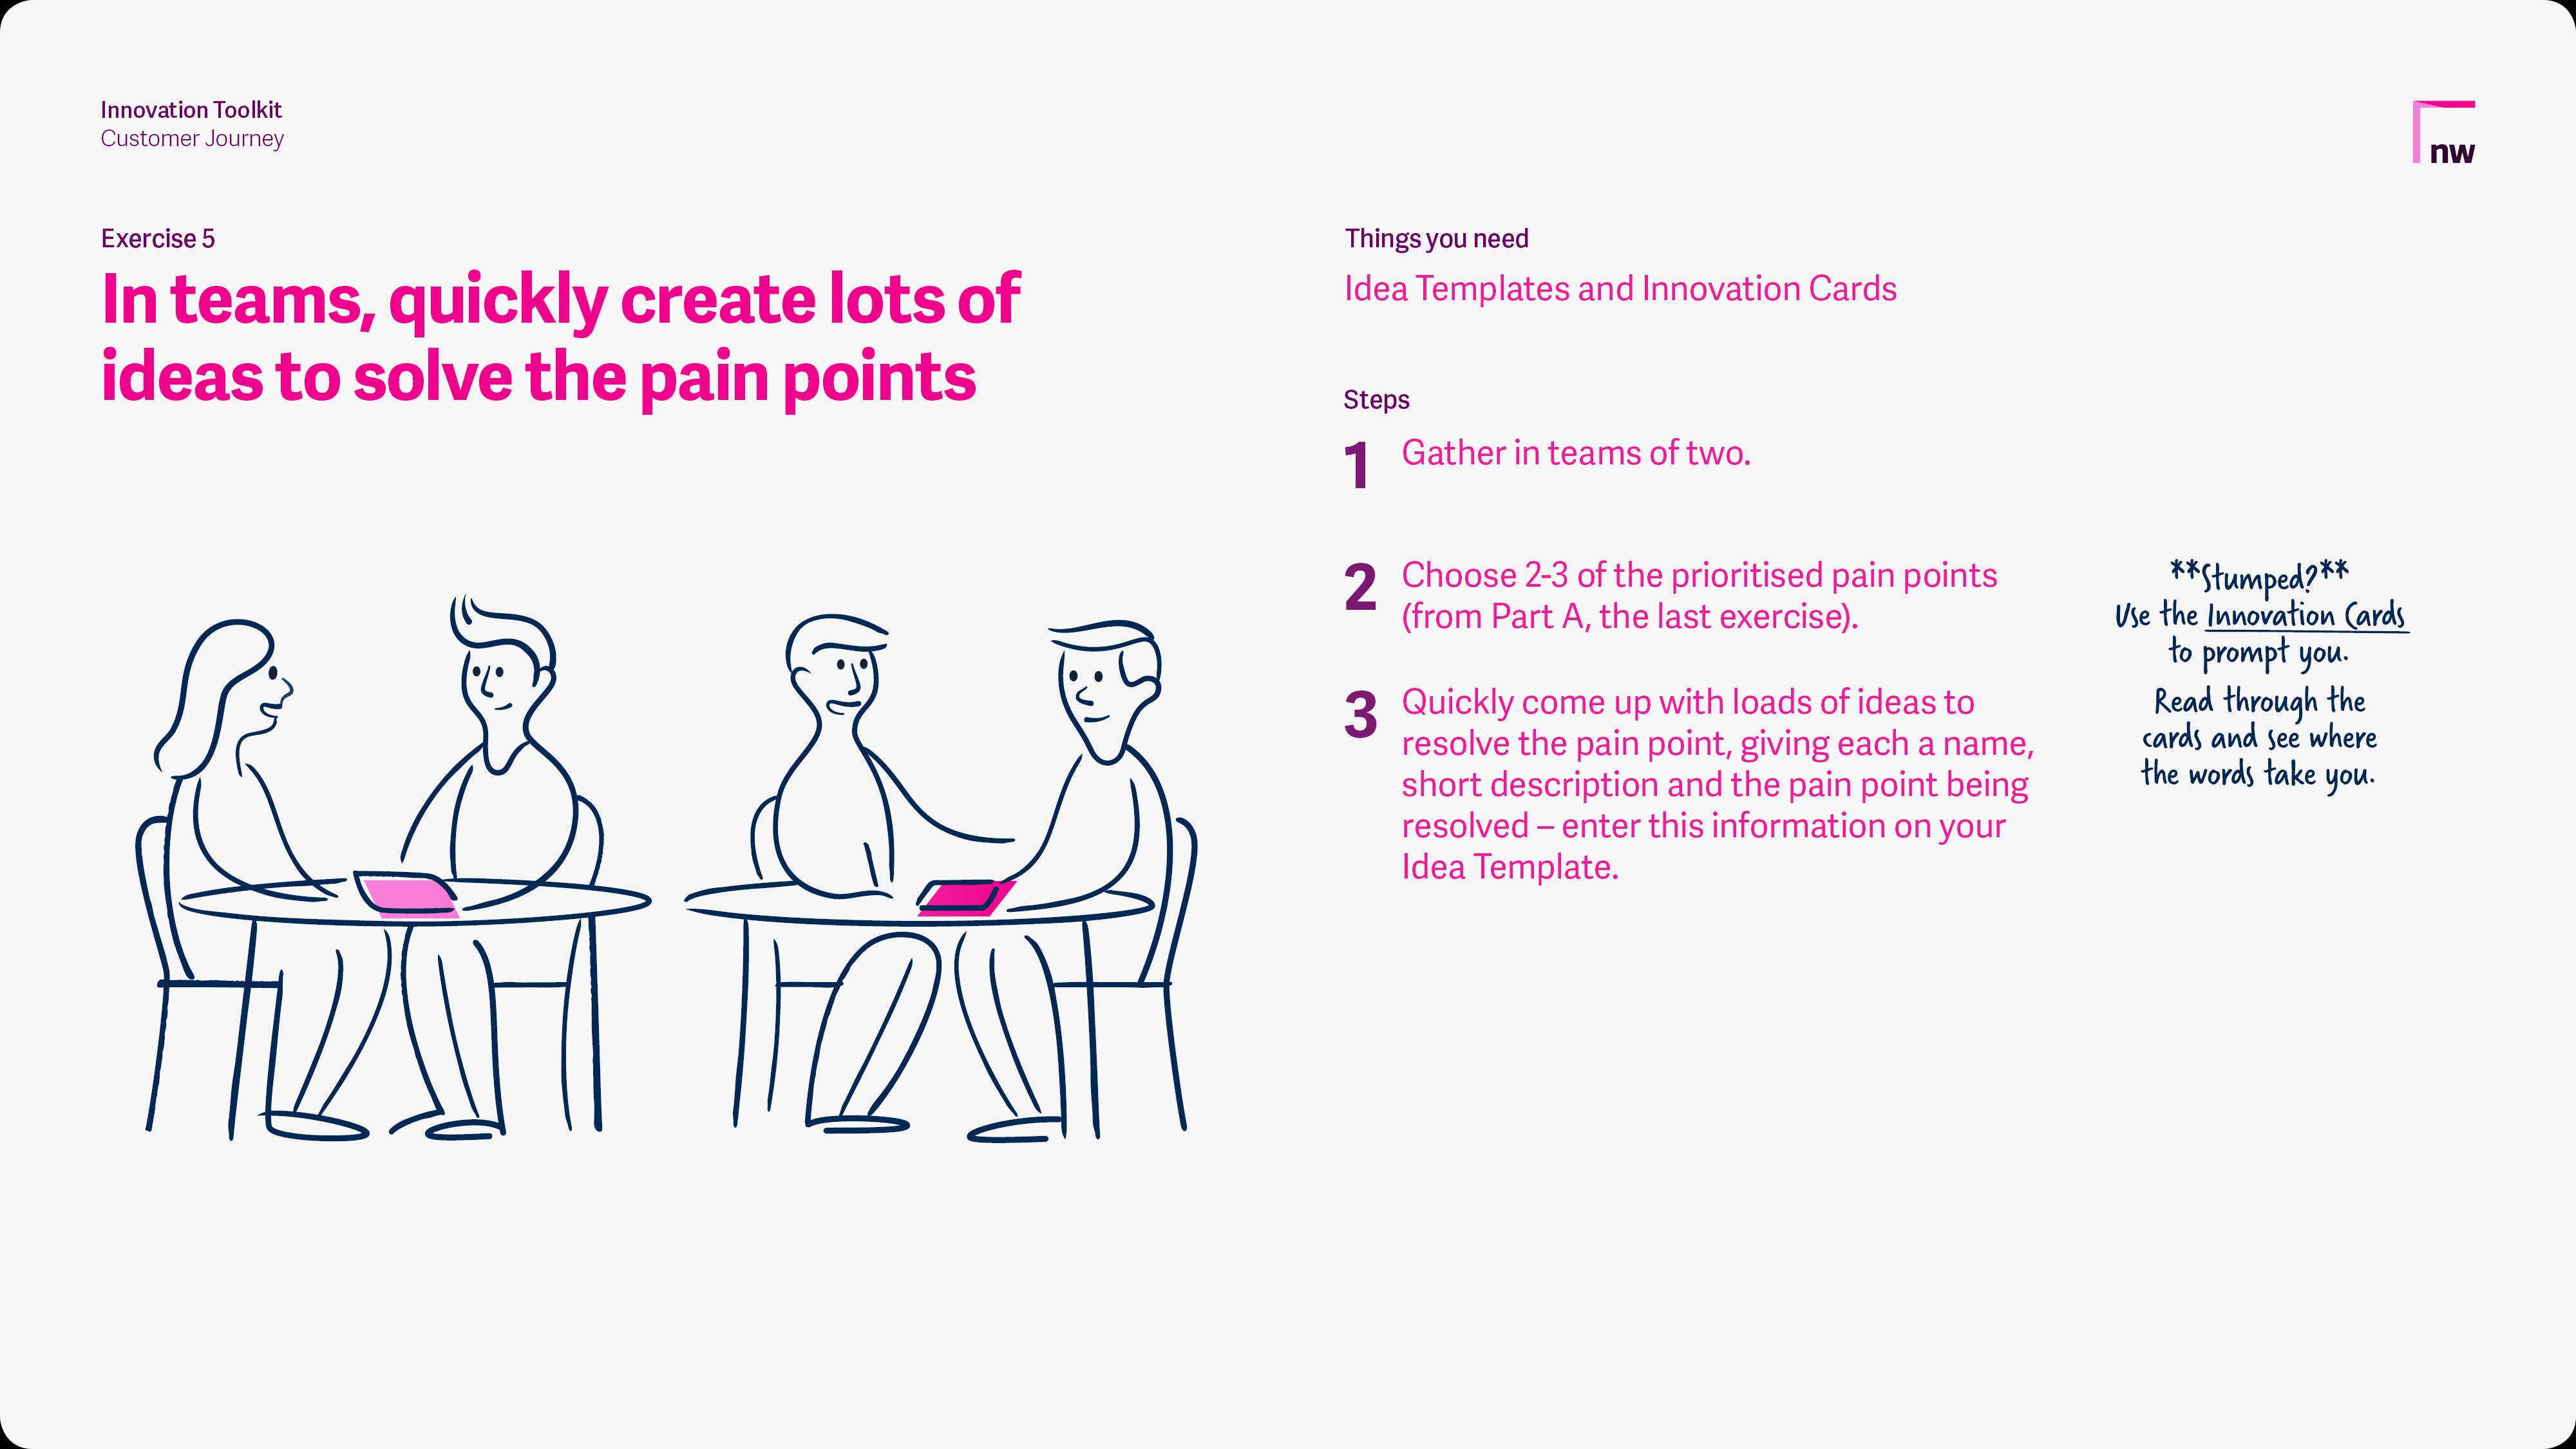 Innovation Toolkit
Customer Journey
nw
Exercise 5
In teams, quickly create lots of
ideas to solve the pain points
Things you need
Idea Templates and Innovation Cards
Steps
1 Gather in teams of two.
2 Choose 2-3 of the prioritised pain points
(from Part A, the last exercise).
3 Quickly come up with loads of ideas to
resolve the pain point, giving each a name,
short description and the pain point being
resolved – enter this information on your
Idea Template.
**Stumped?**
Use the Innovation Cards
to prompt you.
Read through the
cards and see where
the words take you.